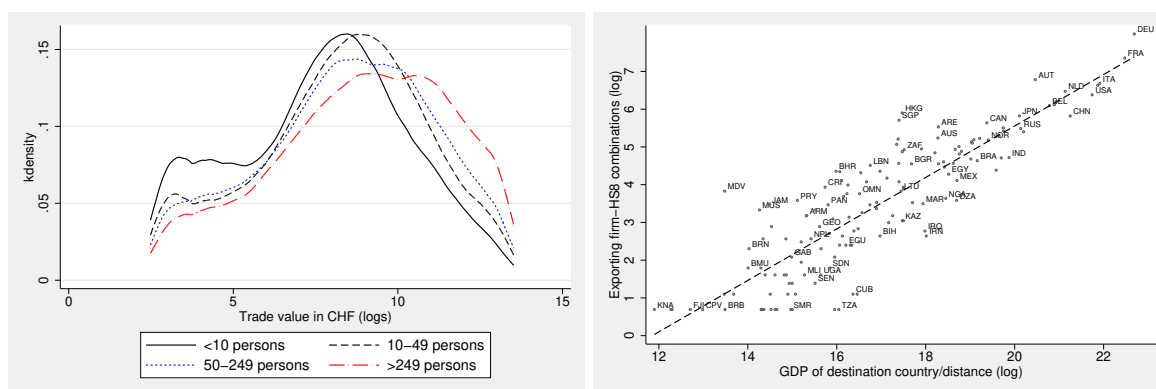 kdensity
.15
.1
.05
0
0
5
10
15
Trade value in CHF (logs)
<10 persons
10−49 persons
50−249 persons
>249 persons
Exporting firm−HS8 combinations (log)
7
6
5
4
3
2
1
0
DEU
FRA
AUT
ITA
NLD
USA
BEL
HKG
SGP
JPN
CHN
ARE
CAN
RUS
AUS
NOR
ZAF
IND
LBN
BGR
BRA
BHR
EGY
MEX
CRI
MDV
OMN
LTU
JAM
PRY
PAN
MAR
NGA
DZA
MUS
ARM
KAZ
GEO
IRQ
NPL
BIH
IRN
BRN
ECU
GAB
SDN
BMU
MLI
UGA
SEN
CUB
KNA
FJI
CPV
BRB
SMR
TZA
12
14
16
18
20
22
GDP of destination country/distance (log)